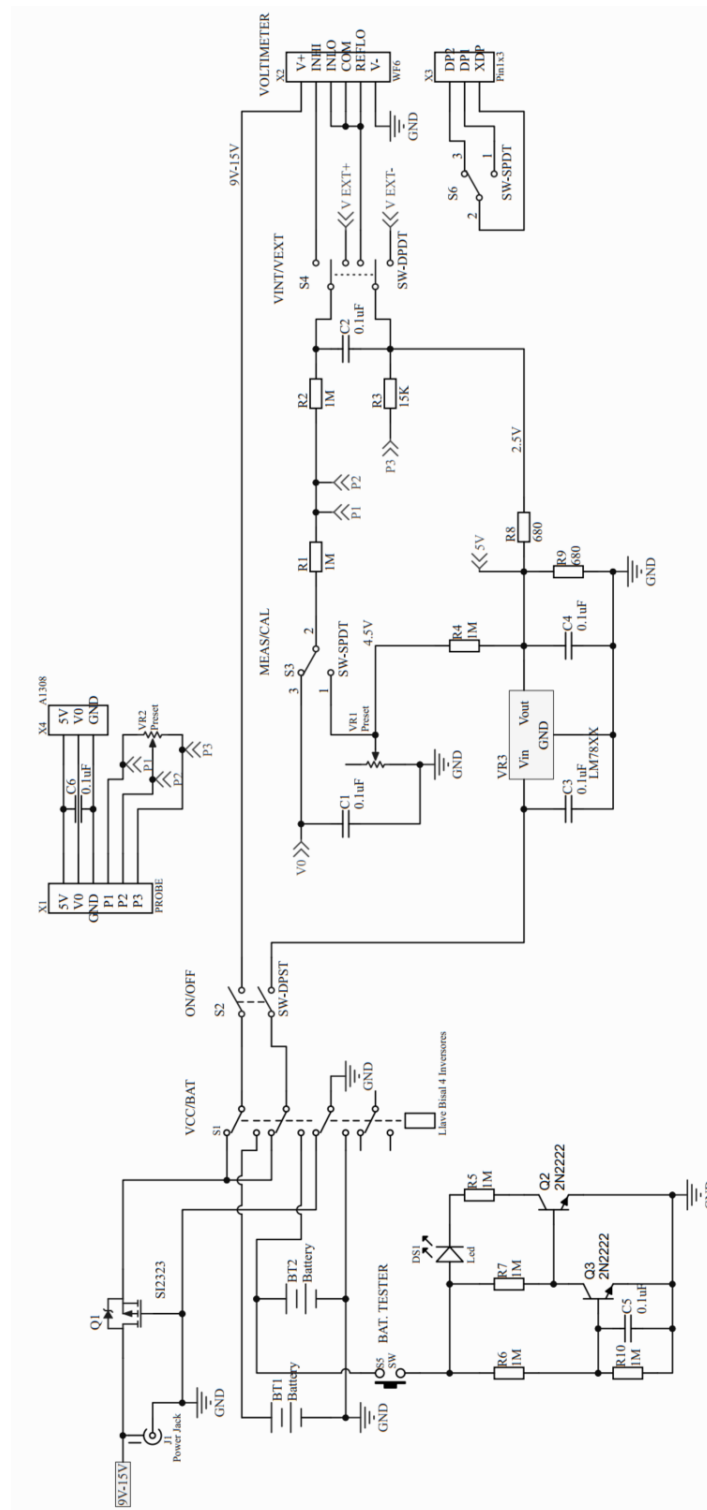 VOLTIMETER
X2
V+
INHI
INLO
COM
REFLO
V-
WF6
GND
9V-15V
X3
DP2
DP1
XDP
Pin1x3
3
1
2
S6
SW-SPDT
V EXT+
V EXT-
VINT/VEXT
S4
SW-DPDT
C2
0.1uF
R2
1M
R3
15K
P3
P2
P1
2.5V
R1
1M
R8
680
5V
R9
680
GND
MEAS/CAL
S3
2
3
1
SW-SPDT
4.5V
R4
1M
C4
0.1uF
VR1
Preset
GND
VR3
Vin
Vout
GND
LM78XX
C1
0.1uF
V0
C3
0.1uF
X4
A1308
5V
V0
GND
VR2
Preset
C6
0.1uF
P1
P2
P3
X1
5V
V0
GND
P1
P2
P3
PROBE
ON/OFF
S2
SW-DPST
VCC/BAT
S1
GND
Llave Bisal 4 Inversores
Q1
SI2323
J1
Power Jack
9V-15V
GND
BT2
Battery
BT1
Battery
GND
BAT. TESTER
S5
SW
DS1
Led
R5
1M
Q2
2N2222
R7
1M
Q3
2N2222
R6
1M
C5
0.1uF
R10
1M
GND